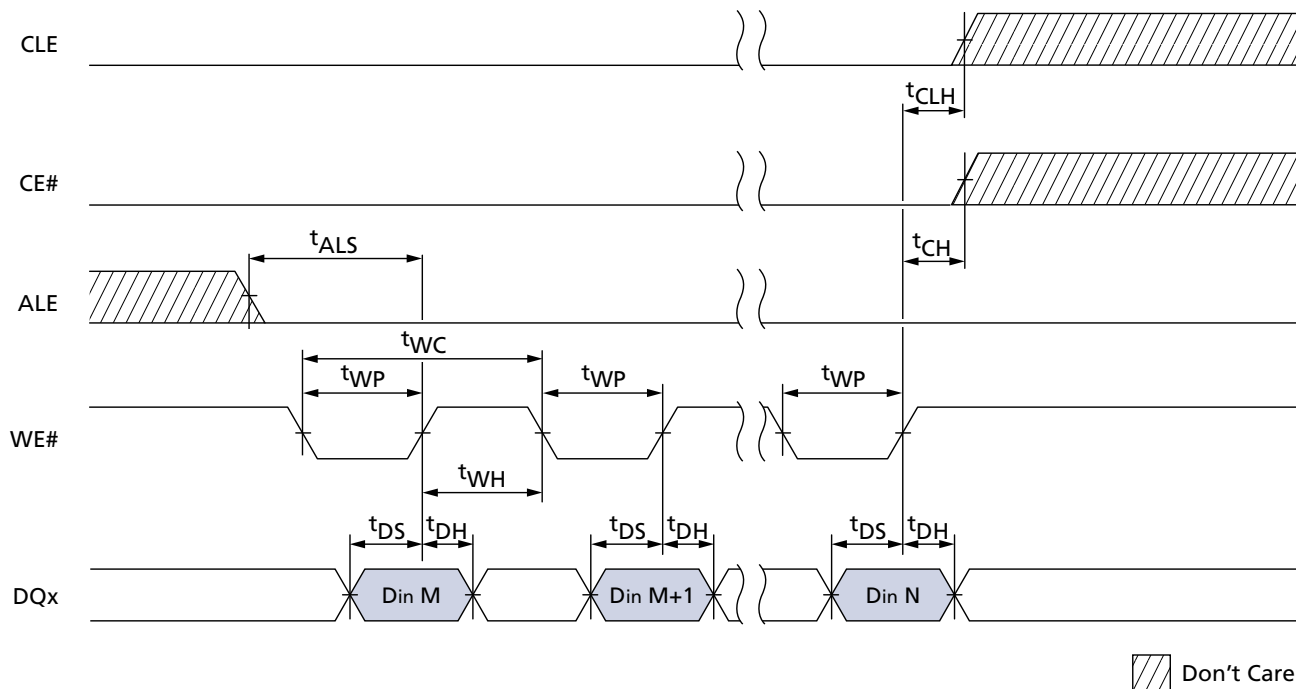 CLE
tCLH
CE#
tCH
tALS
ALE
tWC
tWP tWP tWP
WE#
tWH
tDS tDH tDS tDH tDS tDH
DQx Din M Din M+1 Din N
Don't Care